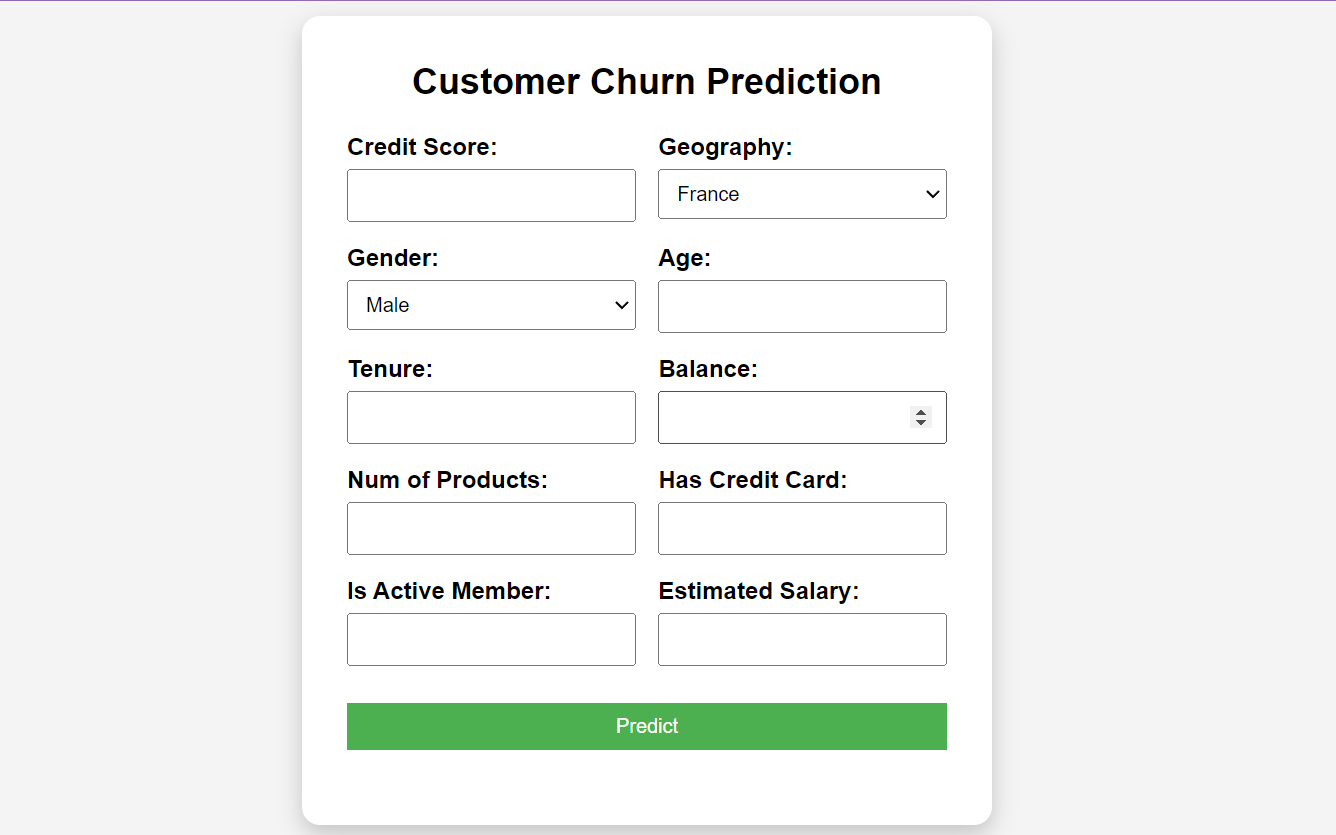 Customer Churn Prediction
Credit Score:
Geography:
France
Gender:
Age:
Male
Tenure:
Balance:
Num of Products:
Has Credit Card:
Is Active Member:
Estimated Salary:
Predict